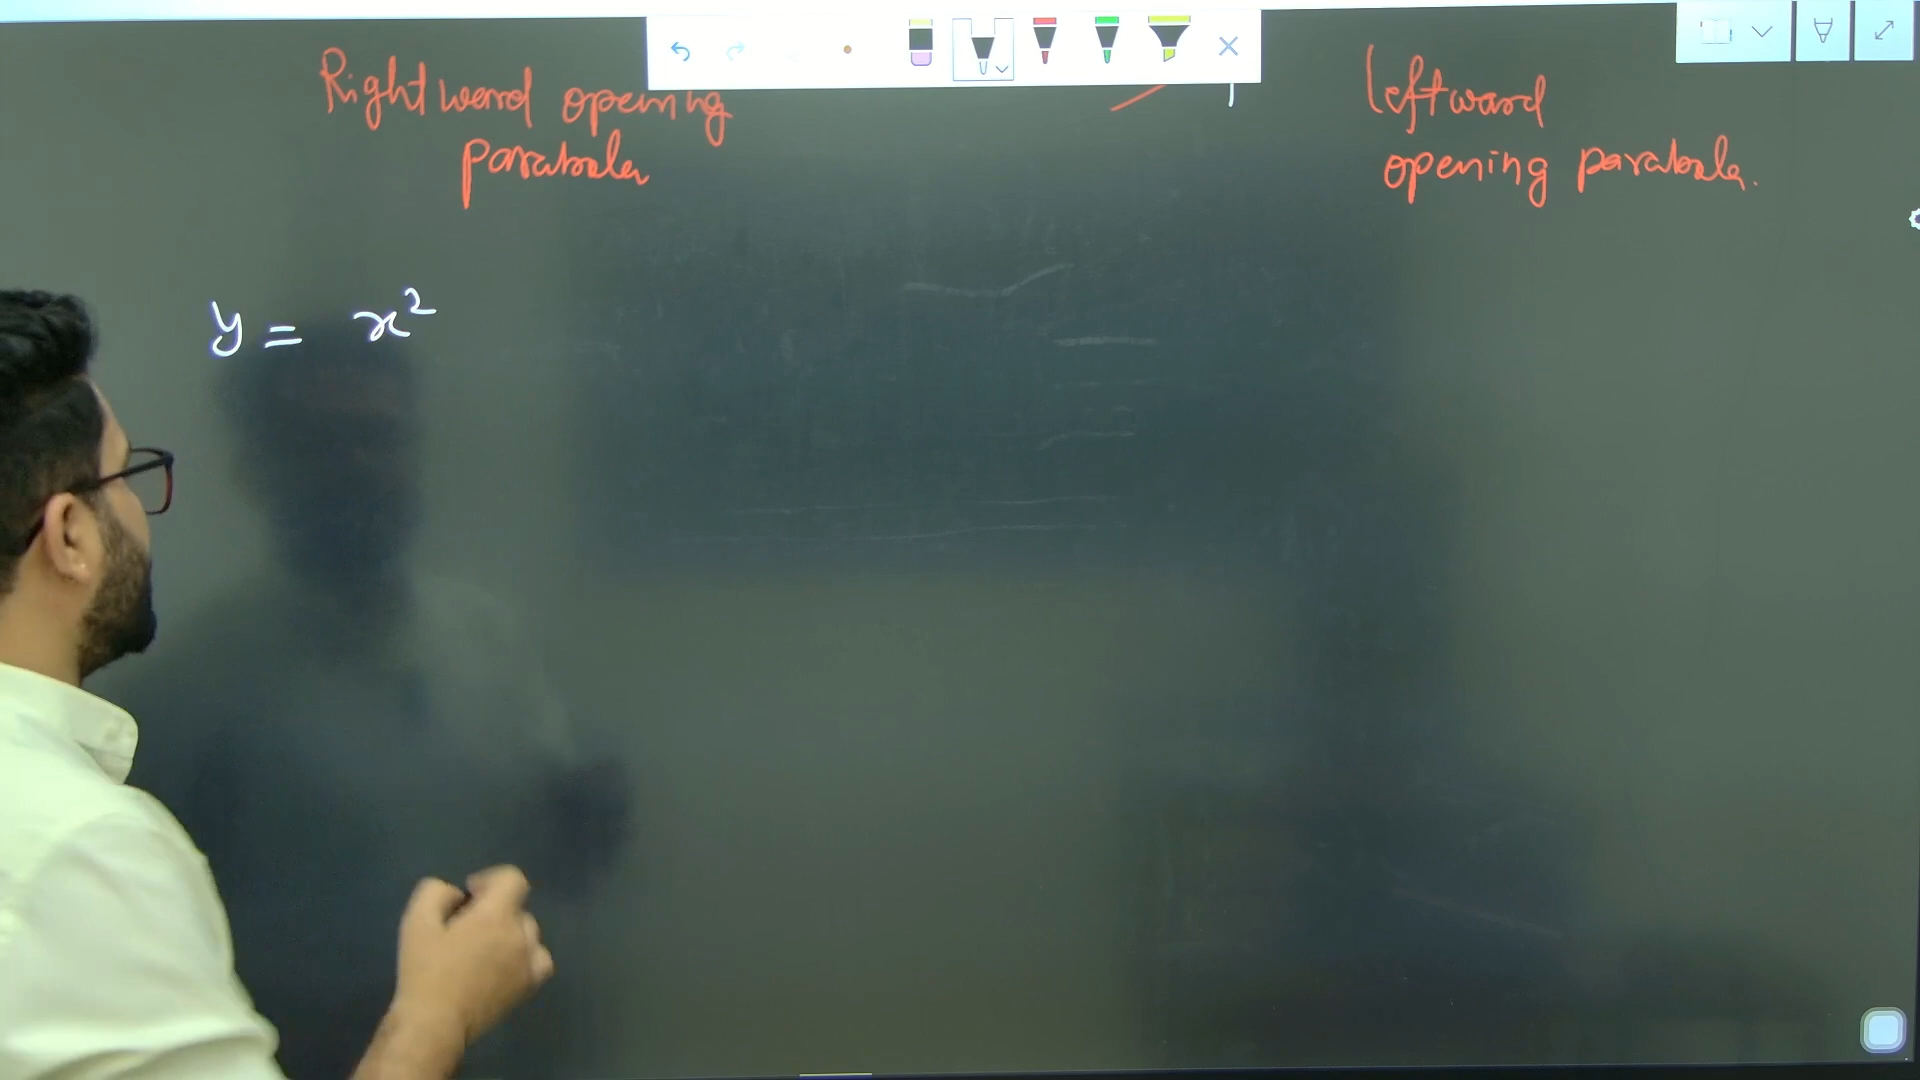 Rightward opening
parabola
leftward
opening parabola.
y = x²